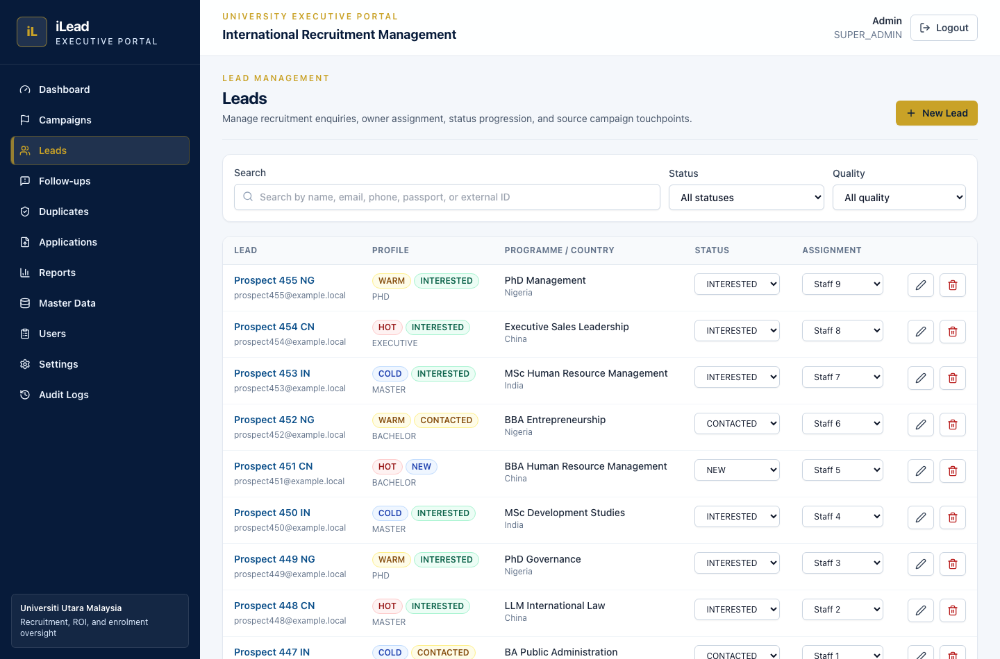 iL
iLead
EXECUTIVE PORTAL
Dashboard
Campaigns
Leads
Follow-ups
Duplicates
Applications
Reports
Master Data
Users
Settings
Audit Logs
Universiti Utara Malaysia
Recruitment, ROI, and enrolment
oversight
UNIVERSITY EXECUTIVE PORTAL
International Recruitment Management
Admin
SUPER_ADMIN
Logout
LEAD MANAGEMENT
Leads
Manage recruitment enquiries, owner assignment, status progression, and source campaign touchpoints.
New Lead
Search
Search by name, email, phone, passport, or external ID
Status
All statuses
Quality
All quality
LEAD PROFILE PROGRAMME / COUNTRY STATUS ASSIGNMENT
Prospect 455 NG WARM INTERESTED PhD Management INTERESTED Staff 9
prospect455@example.local PHD Nigeria
Prospect 454 CN HOT INTERESTED Executive Sales Leadership INTERESTED Staff 8
prospect454@example.local EXECUTIVE China
Prospect 453 IN COLD INTERESTED MSc Human Resource Management INTERESTED Staff 7
prospect453@example.local MASTER India
Prospect 452 NG WARM CONTACTED BBA Entrepreneurship CONTACTED Staff 6
prospect452@example.local BACHELOR Nigeria
Prospect 451 CN HOT NEW BBA Human Resource Management NEW Staff 5
prospect451@example.local BACHELOR China
Prospect 450 IN COLD INTERESTED MSc Development Studies INTERESTED Staff 4
prospect450@example.local MASTER India
Prospect 449 NG WARM INTERESTED PhD Governance INTERESTED Staff 3
prospect449@example.local PHD Nigeria
Prospect 448 CN HOT INTERESTED LLM International Law INTERESTED Staff 2
prospect448@example.local MASTER China
Prospect 447 IN COLD CONTACTED BA Public Administration CONTACTED Staff 1